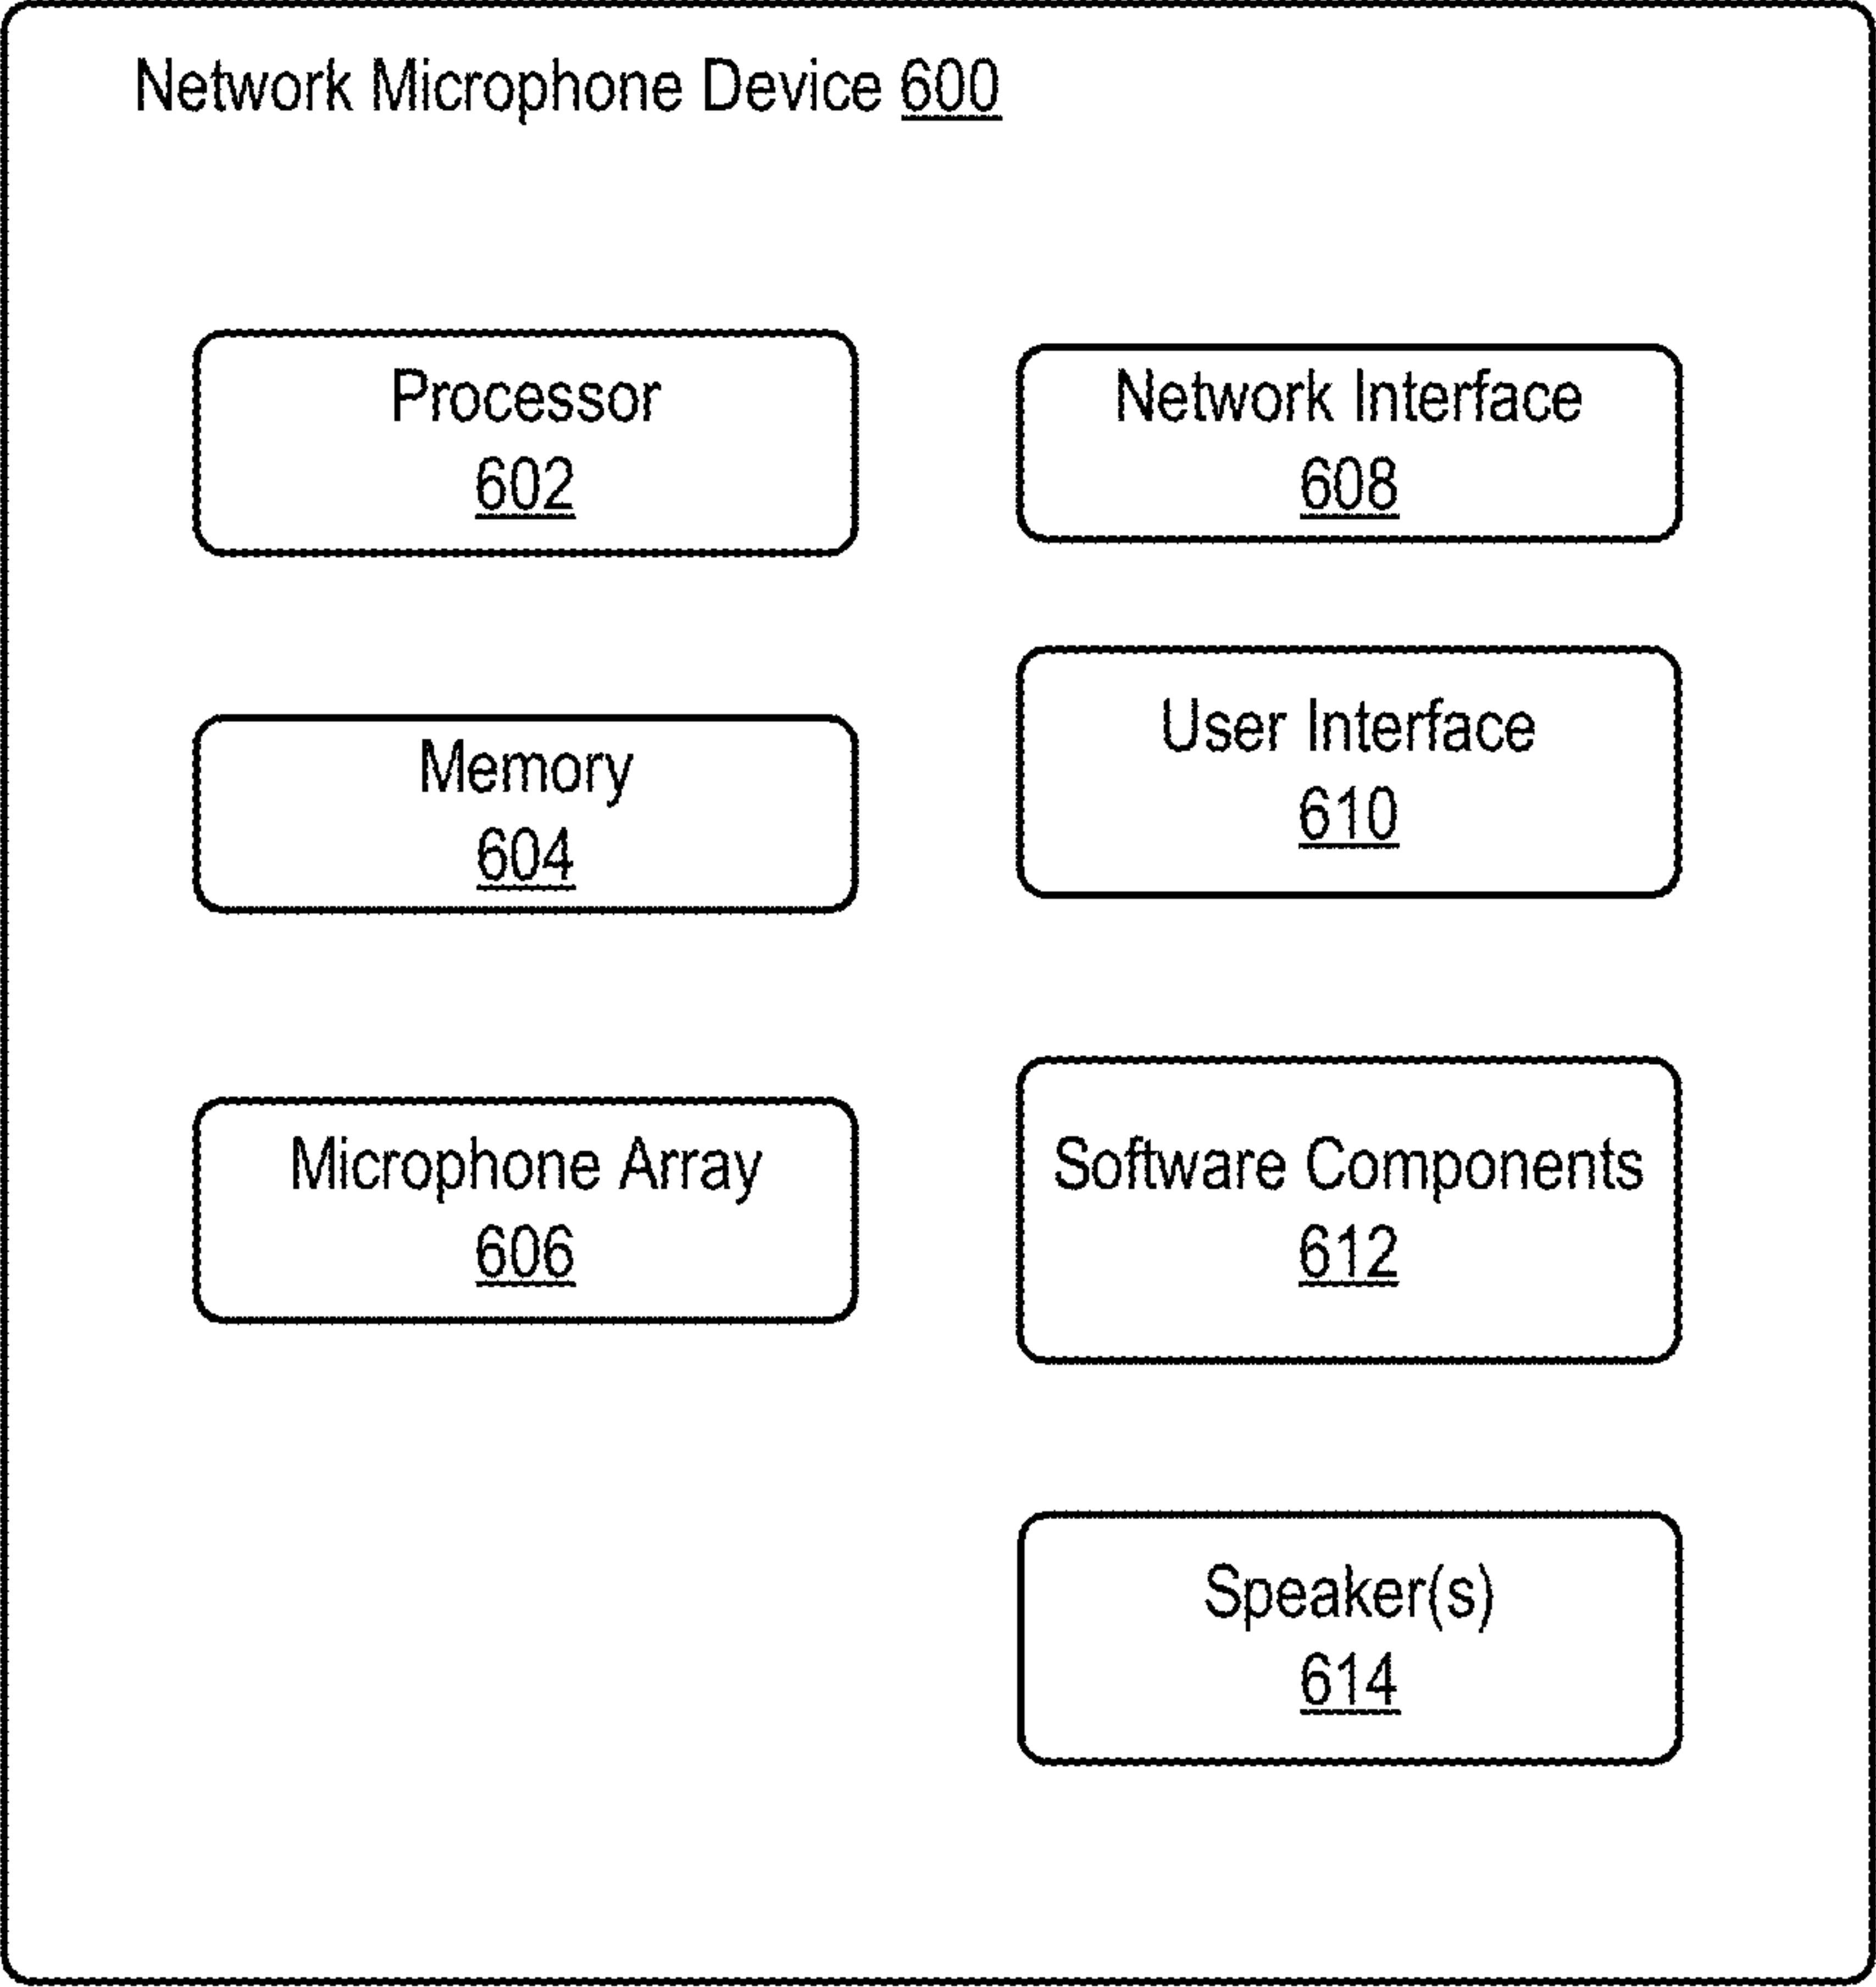 Network Microphone Device 600
Processor
602
Network Interface
608
Memory
604
User Interface
610
Microphone Array
606
Software Components
612
Speaker(s)
614